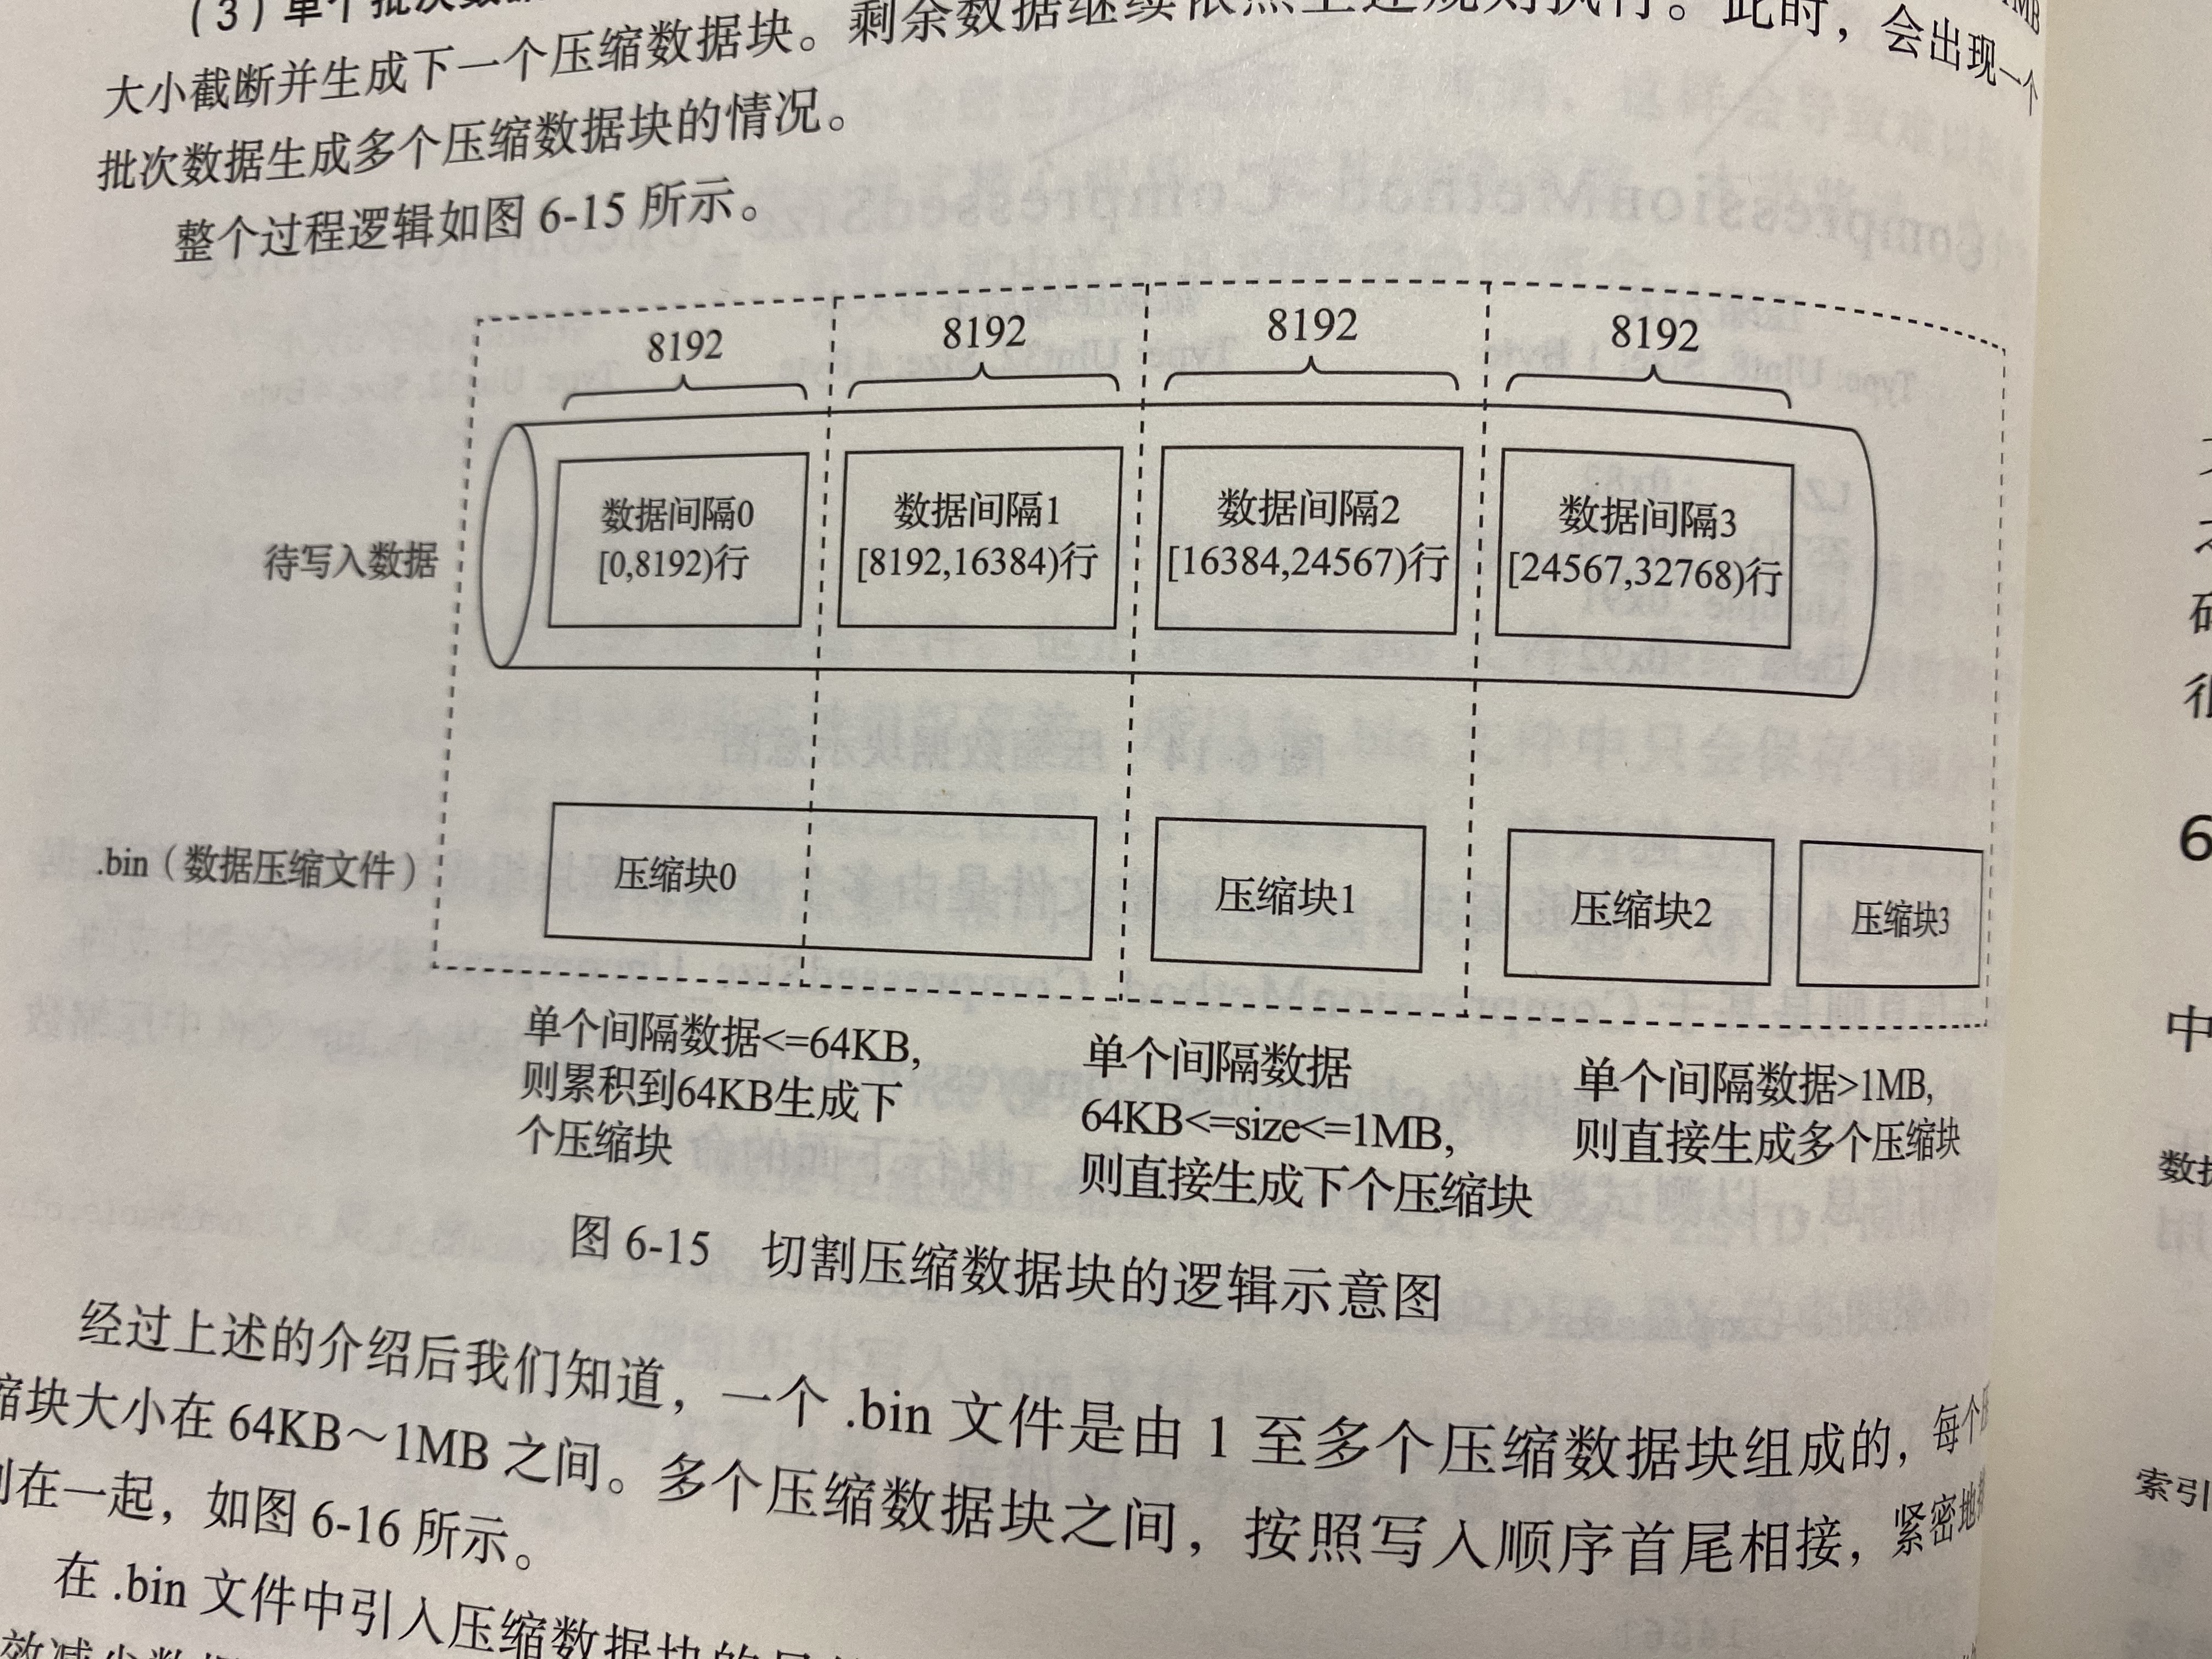 （3）单个批次数据
大小截断并生成下一个压缩数据块。剩余数据继续依照上述规则执行。此时，会出现一个
批次数据生成多个压缩数据块的情况。
整个过程逻辑如图 6-15 所示。
8192 8192 8192 8192
数据间隔0 数据间隔1 数据间隔2 数据间隔3
待写入数据 [0,8192)行 [8192,16384)行 [16384,24567)行 [24567,32768)行
.bin（数据压缩文件） 压缩块0 压缩块1 压缩块2 压缩块3
单个间隔数据<=64KB,
则累积到64KB生成下
个压缩块
单个间隔数据
64KB<=size<=1MB,
则直接生成下个压缩块
单个间隔数据>1MB,
则直接生成多个压缩块
图 6-15 切割压缩数据块的逻辑示意图
经过上述的介绍后我们知道，一个 .bin 文件是由 1 至多个压缩数据块组成的，每个压
缩块大小在 64KB～1MB 之间。多个压缩数据块之间，按照写入顺序首尾相接，紧密地
在一起，如图 6-16 所示。
在 .bin 文件中引入压缩数据块的
效减少数据
6
中
数据
索引